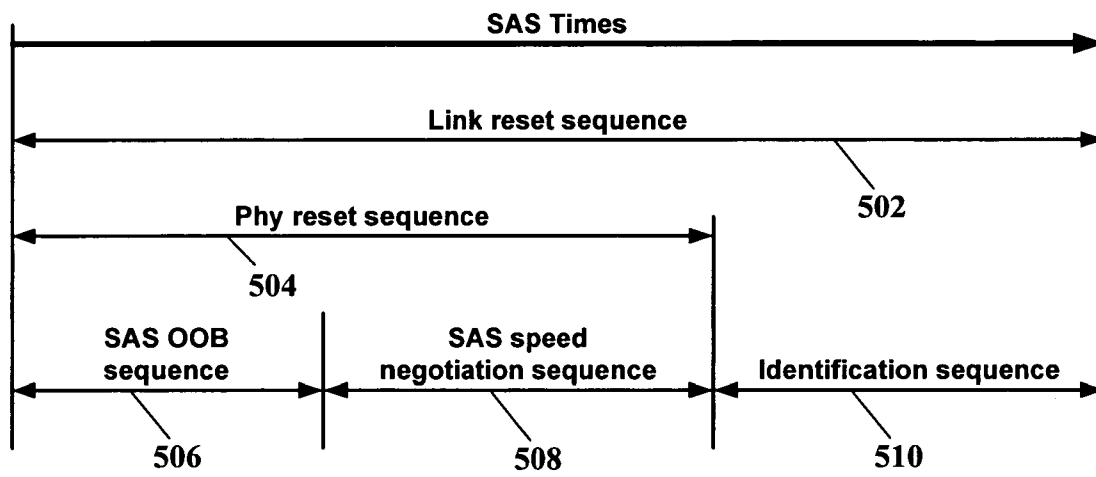 SAS Times
Link reset sequence
502
Phy reset sequence
504
SAS OOB
sequence
SAS speed
negotiation sequence
Identification sequence
506
508
510